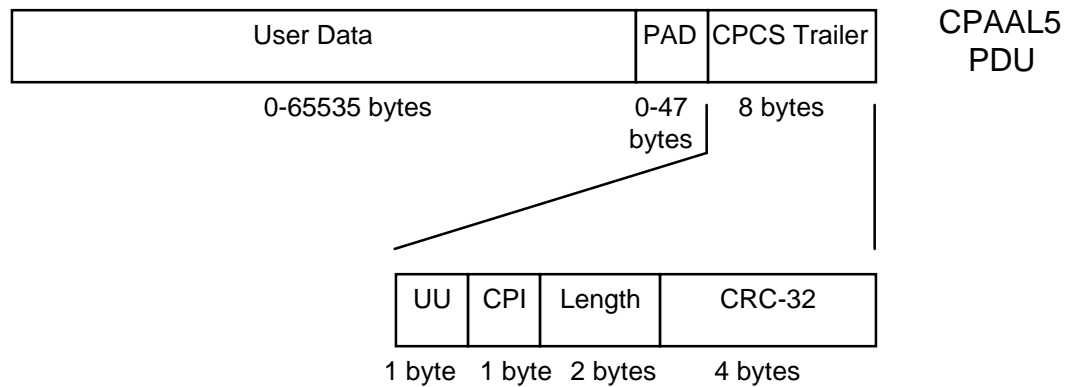 User Data PAD CPCS Trailer CPAAL5
PDU
0-65535 bytes 0-47 8 bytes
bytes
UU CPI Length CRC-32
1 byte 1 byte 2 bytes 4 bytes